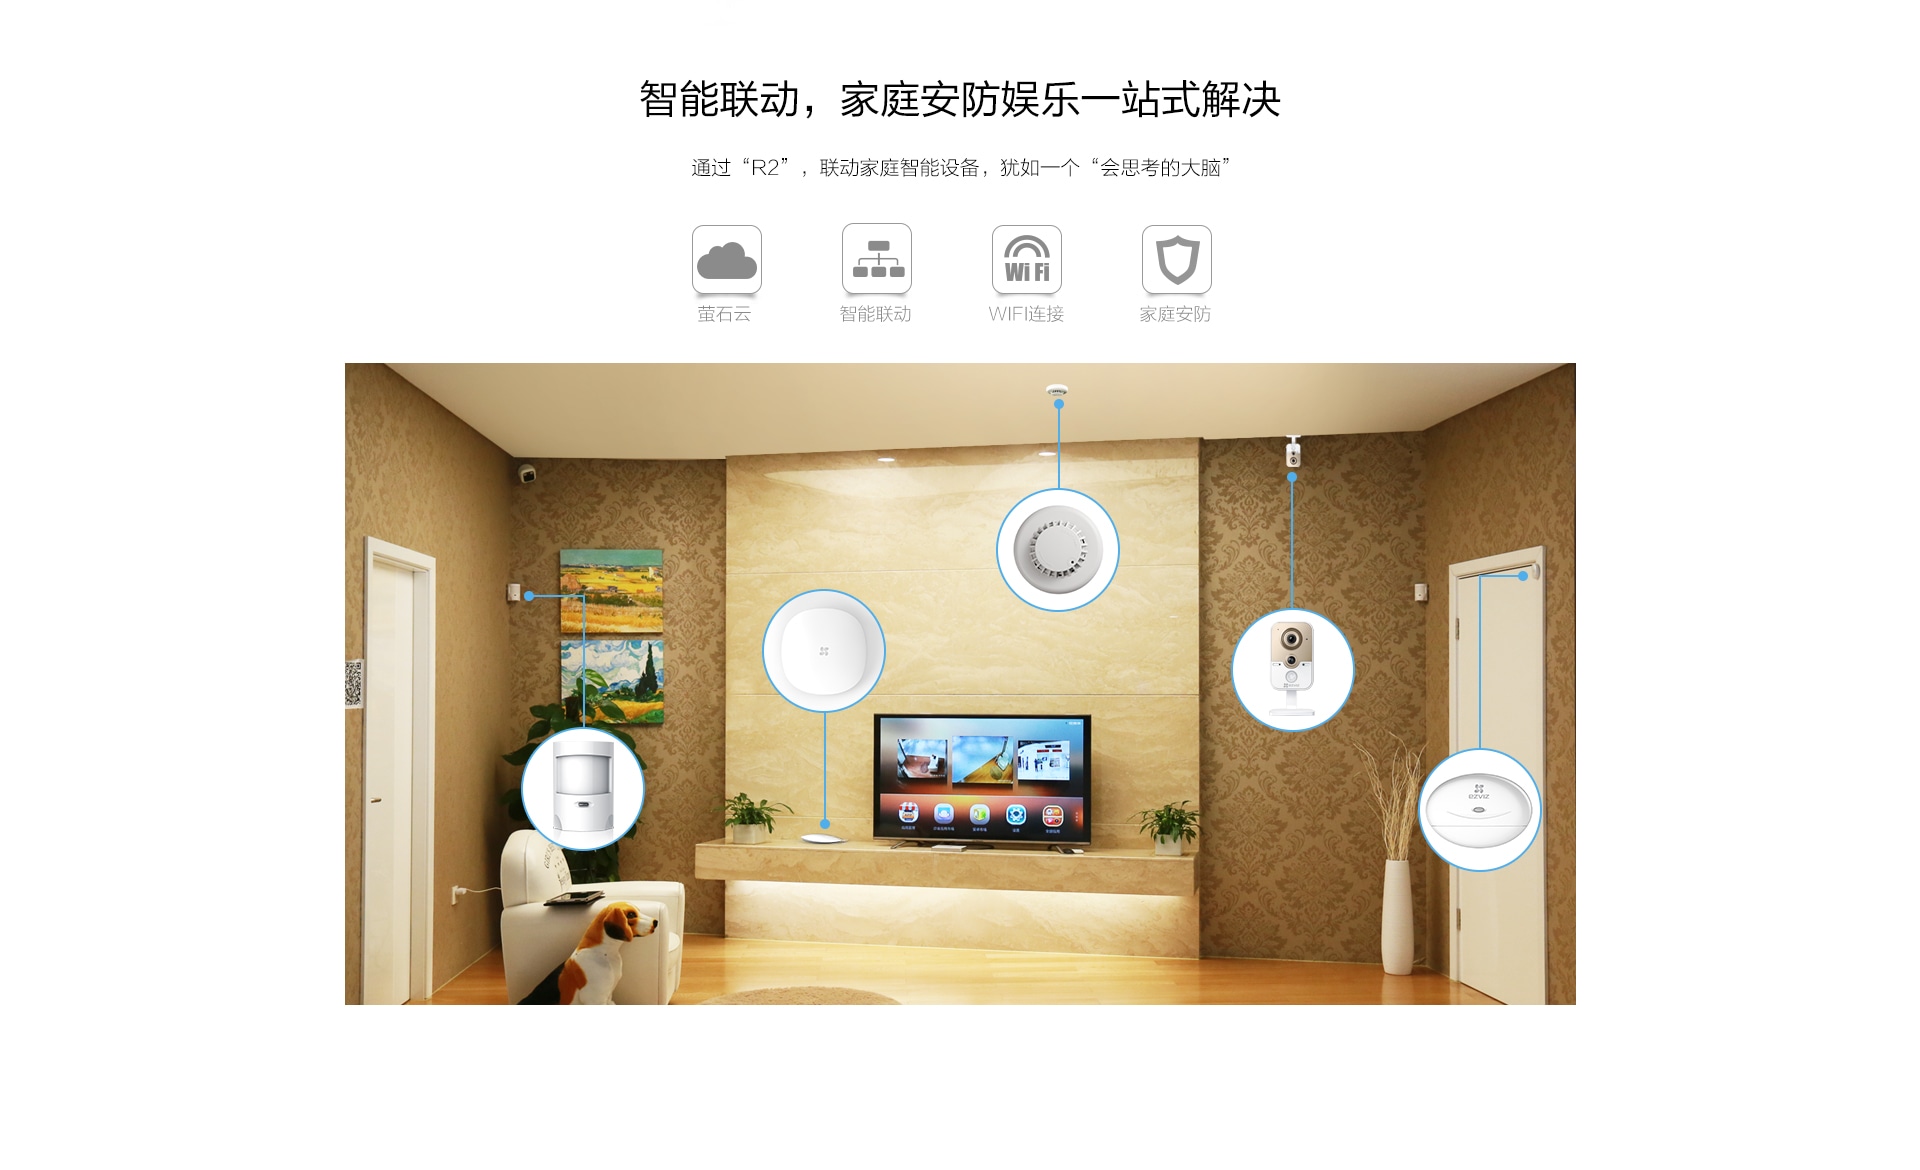 智能联动，家庭安防娱乐一站式解决
通过“R2”，联动家庭智能设备，犹如一个“会思考的大脑”
Wi Fi
萤石云
智能联动
WIFI连接
家庭安防
ezviz